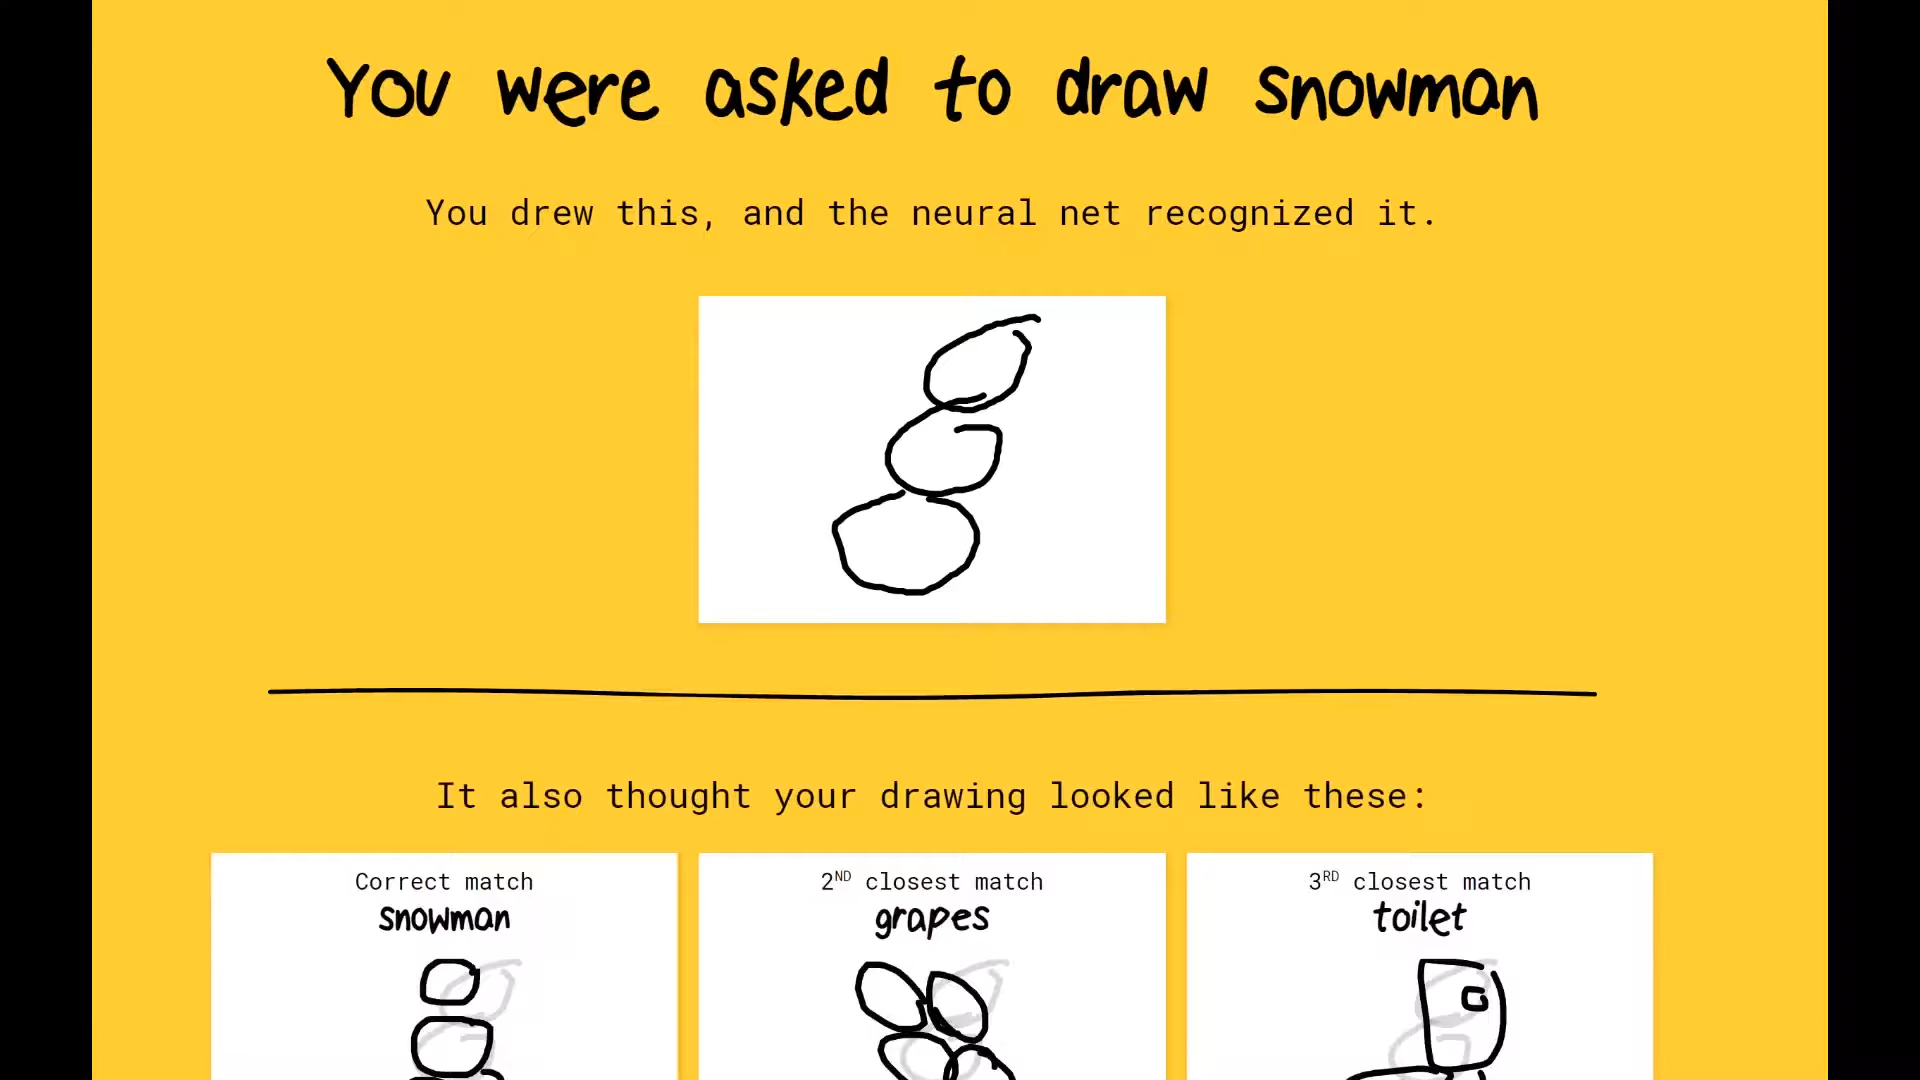 You were asked to draw snowman
You drew this, and the neural net recognized it.
It also thought your drawing looked like these:
Correct match
snowman
2ND closest match
grapes
3RD closest match
toilet